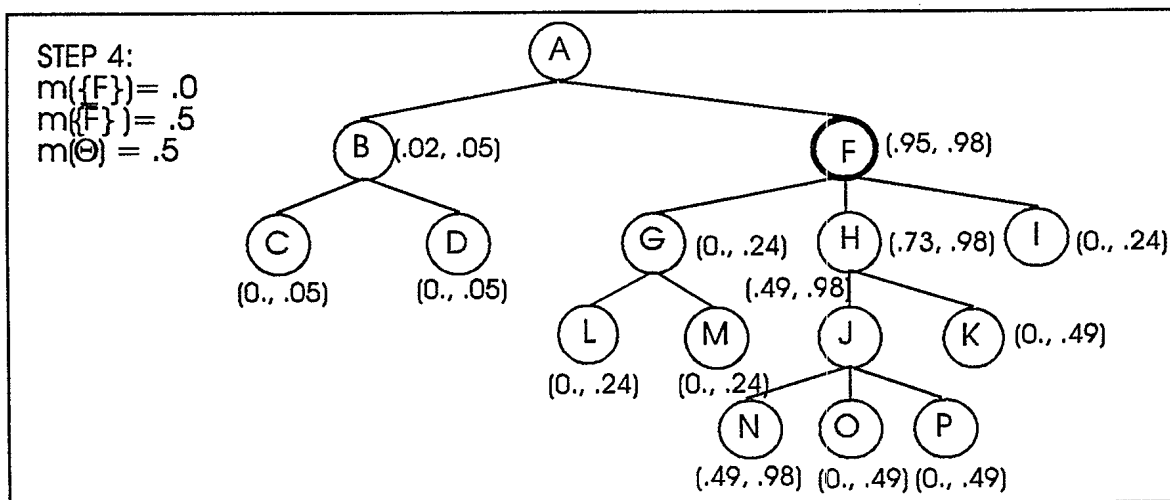 STEP 4:
m({F})= .0
m({F̅})= .5
m(Θ) = .5
A
B (.02, .05)
F (.95, .98)
C
D
G (0., .24)
H (.73, .98)
I (0., .24)
(0., .05)
(0., .05)
(.49, .98)
L
M
J
K (0., .49)
(0., .24)
(0., .24)
N
O
P
(.49, .98)
(0., .49)
(0., .49)